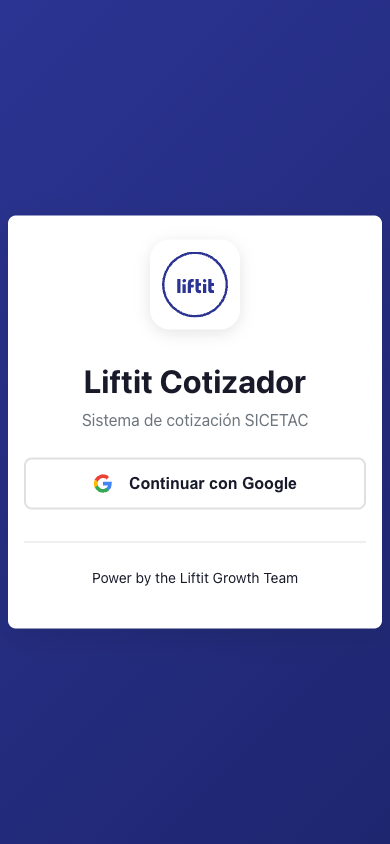 liftit
Liftit Cotizador
Sistema de cotización SICETAC
Continuar con Google
Power by the Liftit Growth Team